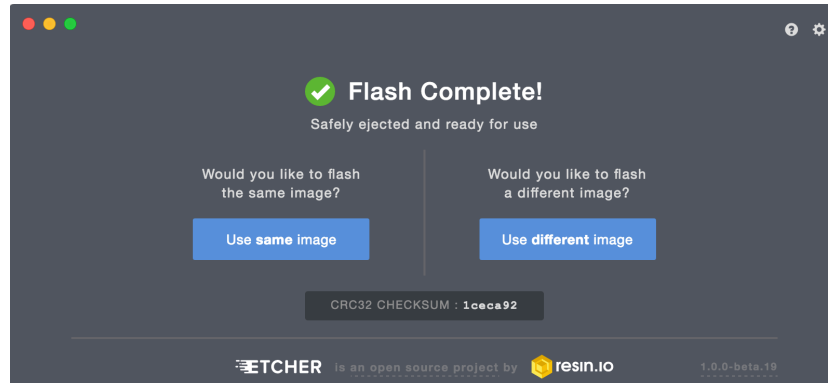 Flash Complete!
Safely ejected and ready for use
Would you like to flash
the same image?
Use same image
Would you like to flash
a different image?
Use different image
CRC32 CHECKSUM : 1ceca92
ETCHER is an open source project by resin.io 1.0.0-beta.19